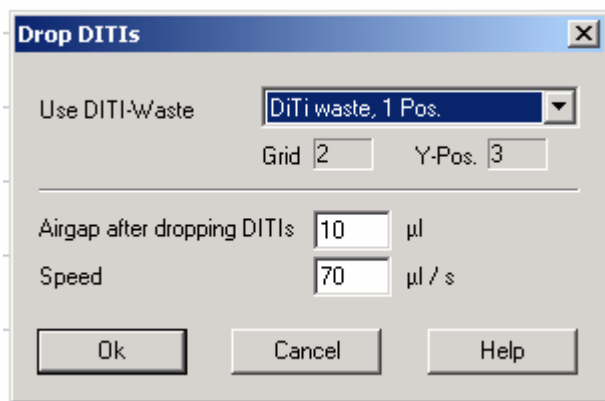 Drop DITIs
Use DITI-Waste DiTi waste, 1 Pos.
Grid 2 Y-Pos. 3
Airgap after dropping DITIs 10 µl
Speed 70 µl / s
Ok Cancel Help